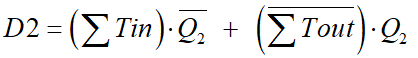 D2 = (∑ Tin) · Q̅₂ + (∑ Tout)̅ · Q₂